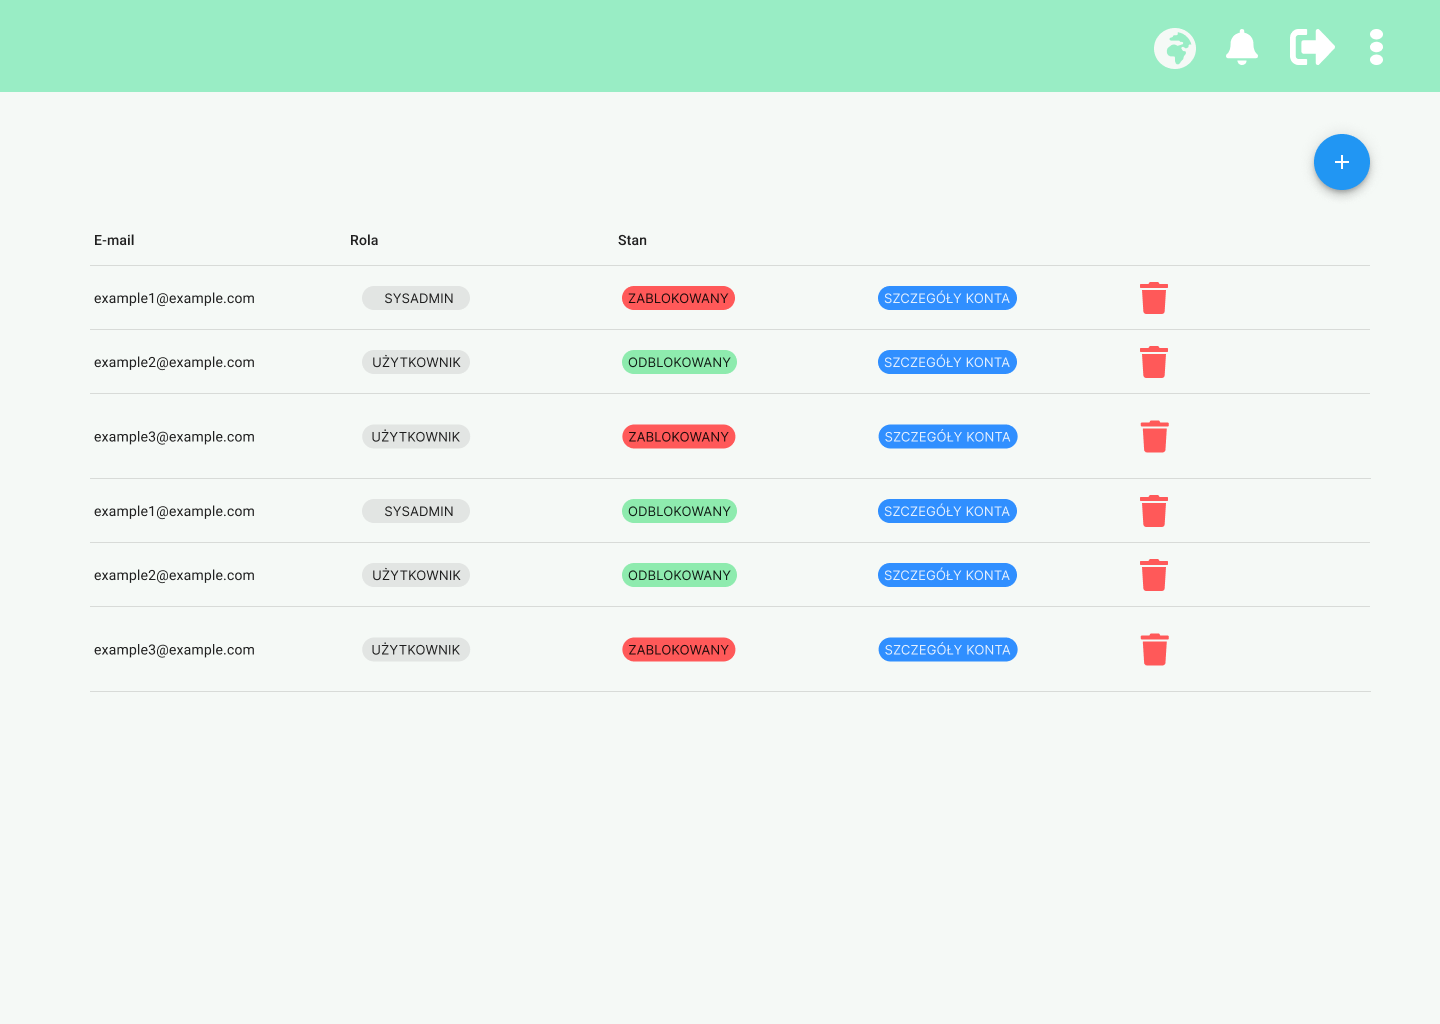 E-mail Rola Stan
example1@example.com SYSADMIN ZABLOKOWANY SZCZEGÓŁY KONTA
example2@example.com UŻYTKOWNIK ODBLOKOWANY SZCZEGÓŁY KONTA
example3@example.com UŻYTKOWNIK ZABLOKOWANY SZCZEGÓŁY KONTA
example1@example.com SYSADMIN ODBLOKOWANY SZCZEGÓŁY KONTA
example2@example.com UŻYTKOWNIK ODBLOKOWANY SZCZEGÓŁY KONTA
example3@example.com UŻYTKOWNIK ZABLOKOWANY SZCZEGÓŁY KONTA